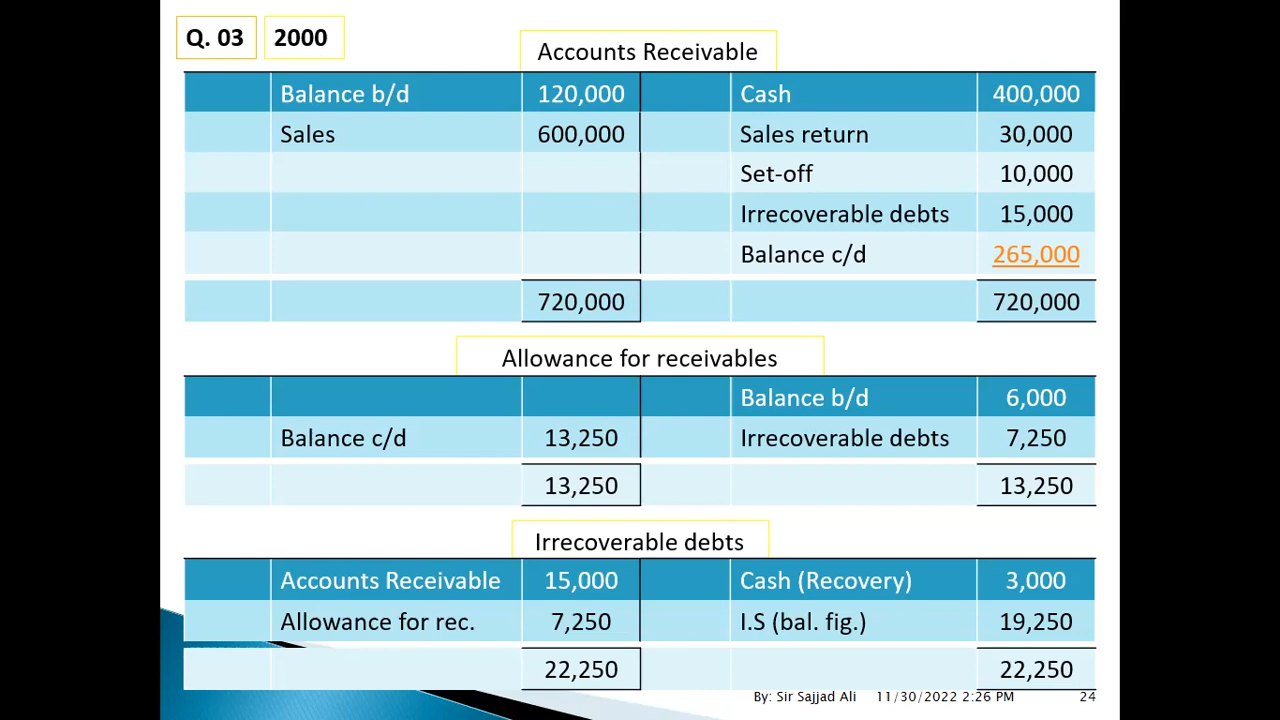 Q. 03 2000
Accounts Receivable
Balance b/d 120,000 Cash 400,000
Sales 600,000 Sales return 30,000
Set-off 10,000
Irrecoverable debts 15,000
Balance c/d 265,000
720,000 720,000
Allowance for receivables
Balance b/d 6,000
Balance c/d 13,250 Irrecoverable debts 7,250
13,250 13,250
Irrecoverable debts
Accounts Receivable 15,000 Cash (Recovery) 3,000
Allowance for rec. 7,250 I.S (bal. fig.) 19,250
22,250 22,250
By: Sir Sajjad Ali 11/30/2022 2:26 PM 24